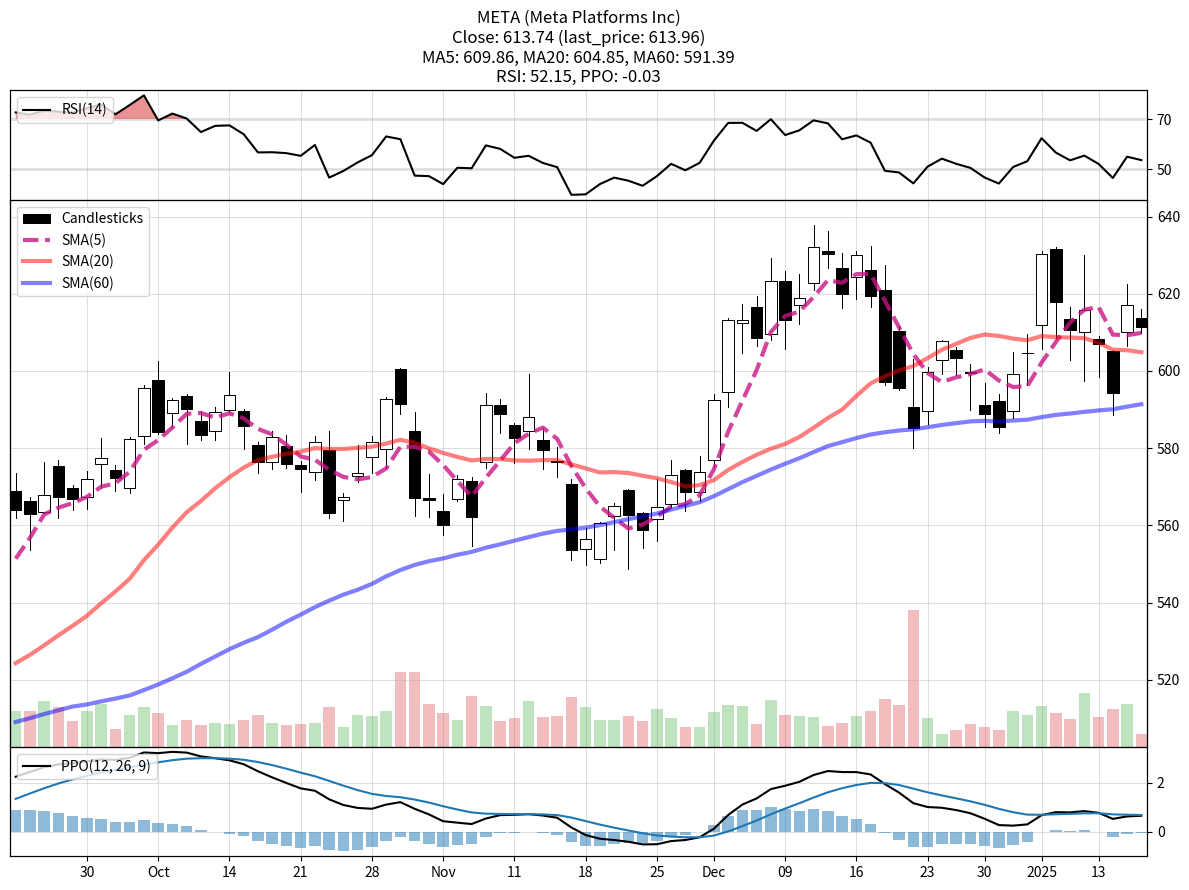 META (Meta Platforms Inc)
Close: 613.74 (last_price: 613.96)
MA5: 609.86, MA20: 604.85, MA60: 591.39
RSI: 52.15, PPO: -0.03
RSI(14)
70
50
Candlesticks
SMA(5)
SMA(20)
SMA(60)
640
620
600
580
560
540
520
PPO(12, 26, 9)
2
0
30 Oct 14 21 28 Nov 11 18 25 Dec 09 16 23 30 2025 13